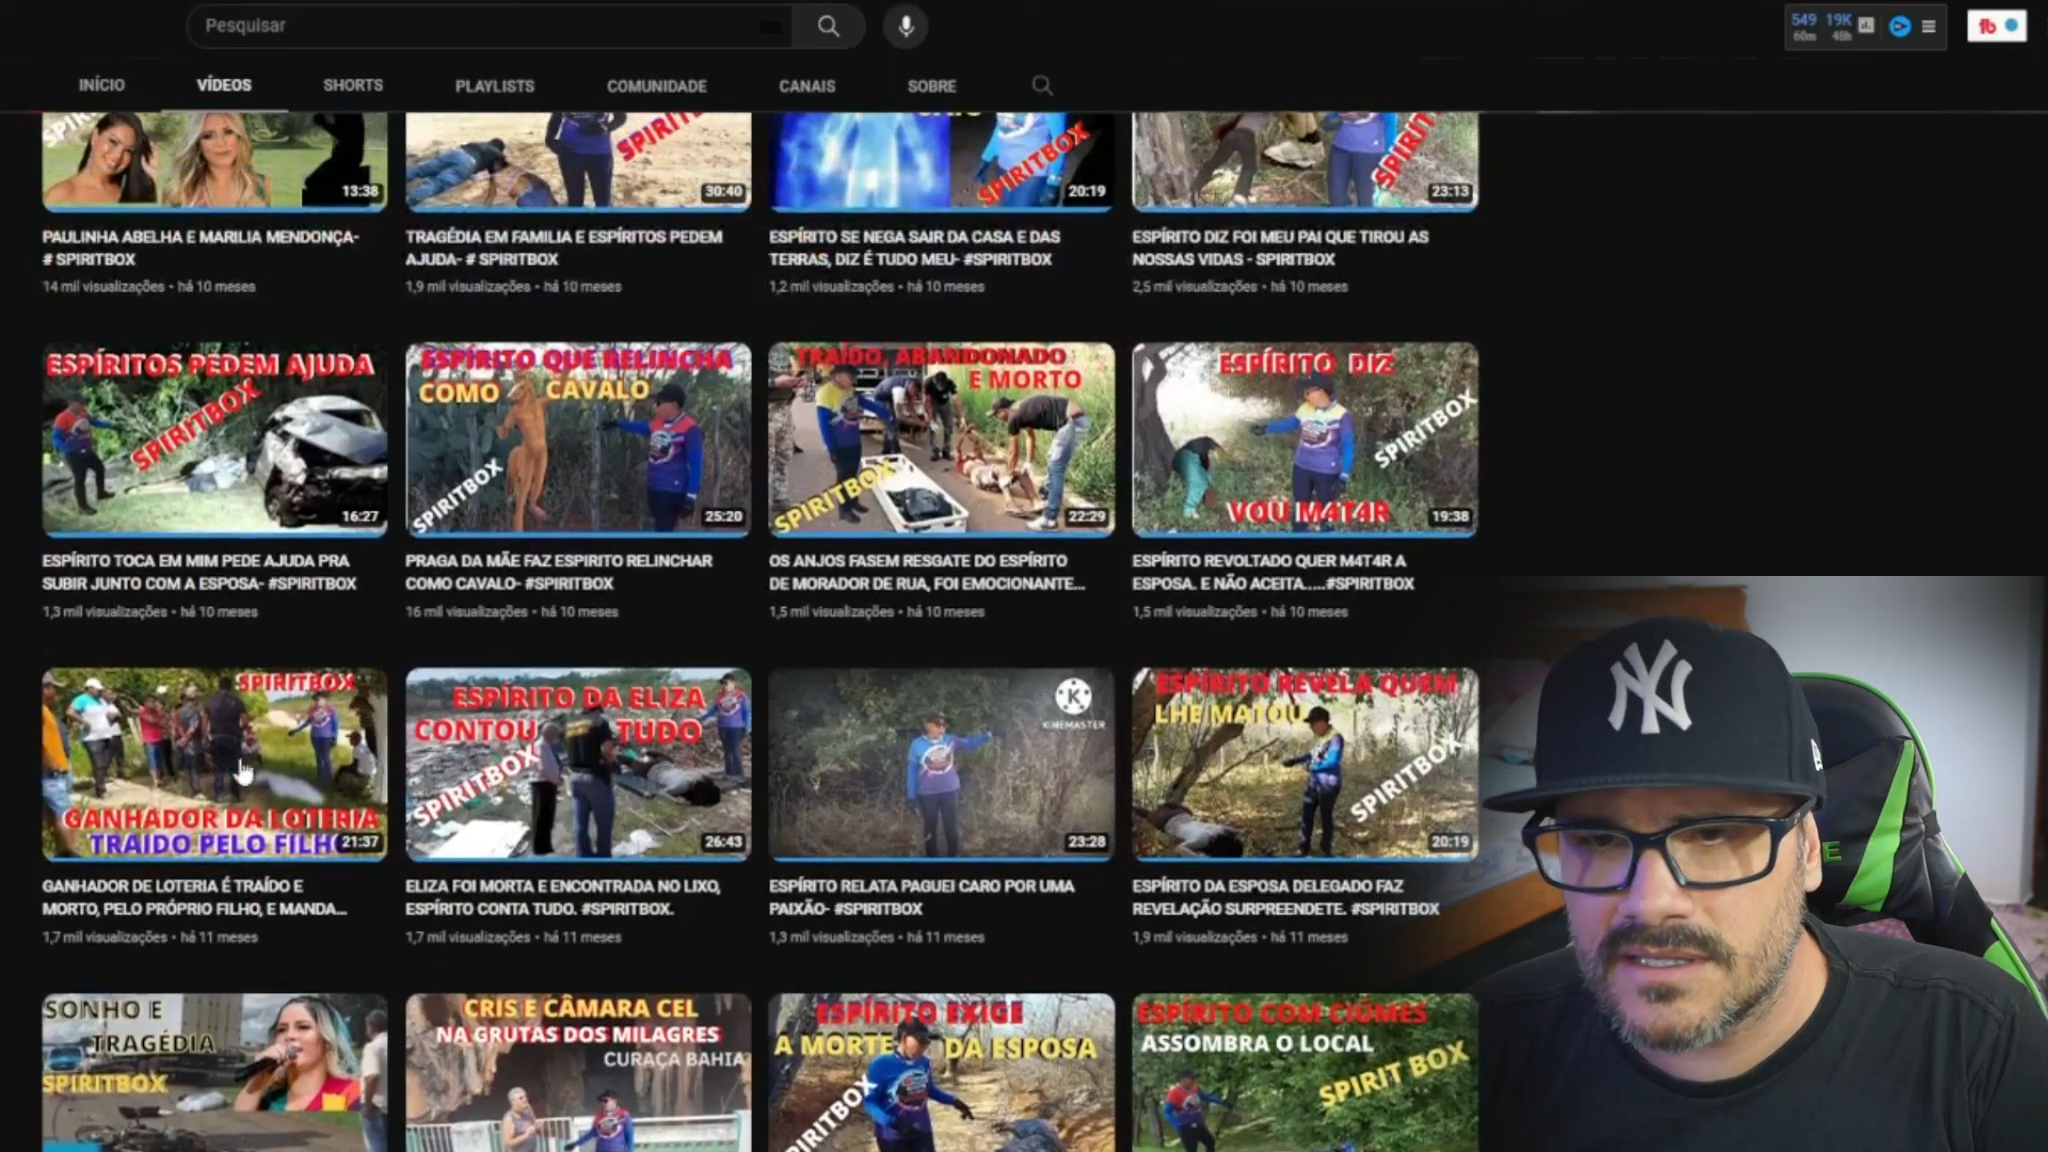 Pesquisar
549 19K
60m 48h
INÍCIO VÍDEOS SHORTS PLAYLISTS COMUNIDADE CANAIS SOBRE
13:38
30:40
SPIRITBOX
20:19
23:13
PAULINHA ABELHA E MARILIA MENDONÇA-
# SPIRITBOX
14 mil visualizações • há 10 meses
TRAGÉDIA EM FAMILIA E ESPÍRITOS PEDEM
AJUDA- # SPIRITBOX
1,9 mil visualizações • há 10 meses
ESPÍRITO SE NEGA SAIR DA CASA E DAS
TERRAS, DIZ É TUDO MEU- #SPIRITBOX
1,2 mil visualizações • há 10 meses
ESPÍRITO DIZ FOI MEU PAI QUE TIROU AS
NOSSAS VIDAS - SPIRITBOX
2,5 mil visualizações • há 10 meses
ESPÍRITOS PEDEM AJUDA
SPIRITBOX
16:27
ESPÍRITO QUE RELINCHA
COMO CAVALO
SPIRITBOX
25:20
TRAÍDO, ABANDONADO
E MORTO
SPIRITBOX
22:29
ESPÍRITO DIZ
SPIRITBOX
VOU M4T4R
19:38
ESPÍRITO TOCA EM MIM PEDE AJUDA PRA
SUBIR JUNTO COM A ESPOSA- #SPIRITBOX
1,3 mil visualizações • há 10 meses
PRAGA DA MÃE FAZ ESPIRITO RELINCHAR
COMO CAVALO- #SPIRITBOX
16 mil visualizações • há 10 meses
OS ANJOS FASEM RESGATE DO ESPÍRITO
DE MORADOR DE RUA, FOI EMOCIONANTE...
1,5 mil visualizações • há 10 meses
ESPÍRITO REVOLTADO QUER M4T4R A
ESPOSA. E NÃO ACEITA.....#SPIRITBOX
1,5 mil visualizações • há 10 meses
SPIRITBOX
GANHADOR DA LOTERIA
TRAIDO PELO FILHO
21:37
ESPÍRITO DA ELIZA
CONTOU TUDO
SPIRITBOX
26:43
K
KINEMASTER
23:28
ESPÍRITO REVELA QUEM
LHE MATOU
SPIRITBOX
20:19
GANHADOR DE LOTERIA É TRAÍDO E
MORTO, PELO PRÓPRIO FILHO, E MANDA...
1,7 mil visualizações • há 11 meses
ELIZA FOI MORTA E ENCONTRADA NO LIXO,
ESPÍRITO CONTA TUDO. #SPIRITBOX.
1,7 mil visualizações • há 11 meses
ESPÍRITO RELATA PAGUEI CARO POR UMA
PAIXÃO- #SPIRITBOX
1,3 mil visualizações • há 11 meses
ESPÍRITO DA ESPOSA DELEGADO FAZ
REVELAÇÃO SURPREENDETE. #SPIRITBOX
1,9 mil visualizações • há 11 meses
SONHO E
TRAGÉDIA
SPIRITBOX
CRIS E CÂMARA CEL
NA GRUTAS DOS MILAGRES
CURAÇA BAHIA
ESPÍRITO EXIGE
A MORTE DA ESPOSA
ESPÍRITO COM CIÚMES
ASSOMBRA O LOCAL
SPIRIT BOX
NY